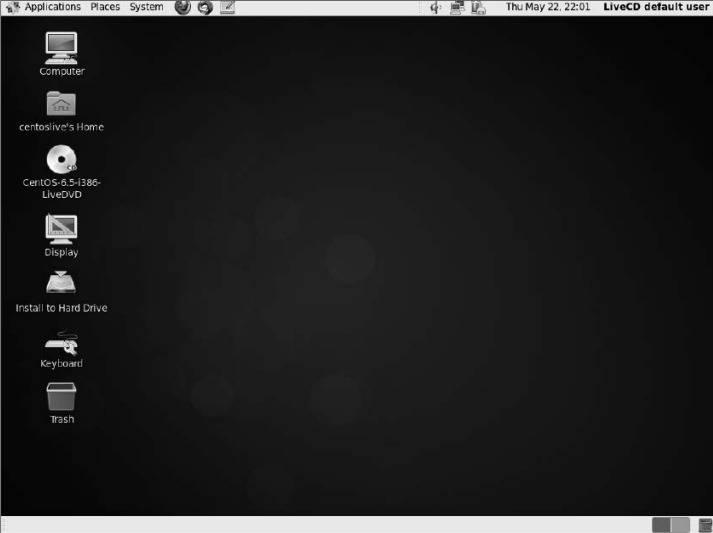 Applications Places System Thu May 22, 22:01 LiveCD default user
Computer
centoslive's Home
CentOS-6.5-i386-
LiveDVD
Display
Install to Hard Drive
Keyboard
Trash